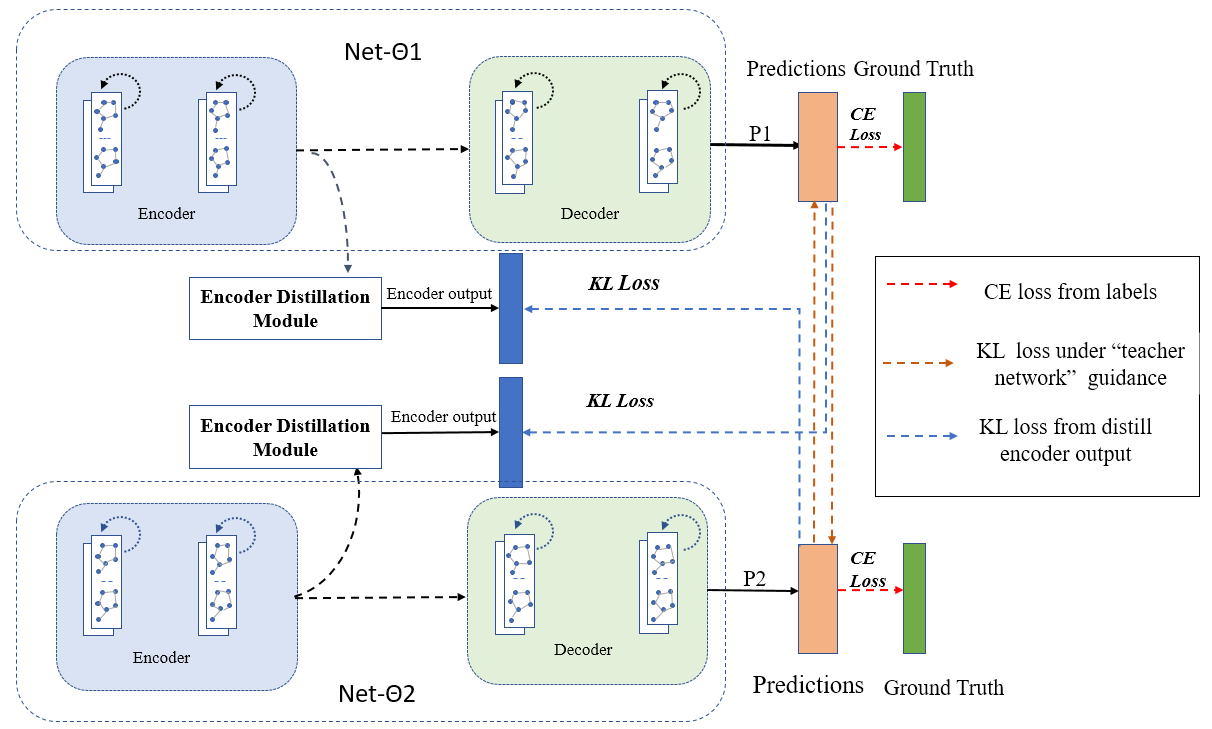 Net-Θ1
Predictions Ground Truth
CE
Loss
P1
Encoder
Decoder
Encoder Distillation
Module
Encoder output
KL Loss
CE loss from labels
KL loss under “teacher
network” guidance
KL loss from distill
encoder output
Encoder Distillation
Module
Encoder output
KL Loss
CE
Loss
P2
Encoder
Decoder
Net-Θ2
Predictions
Ground Truth